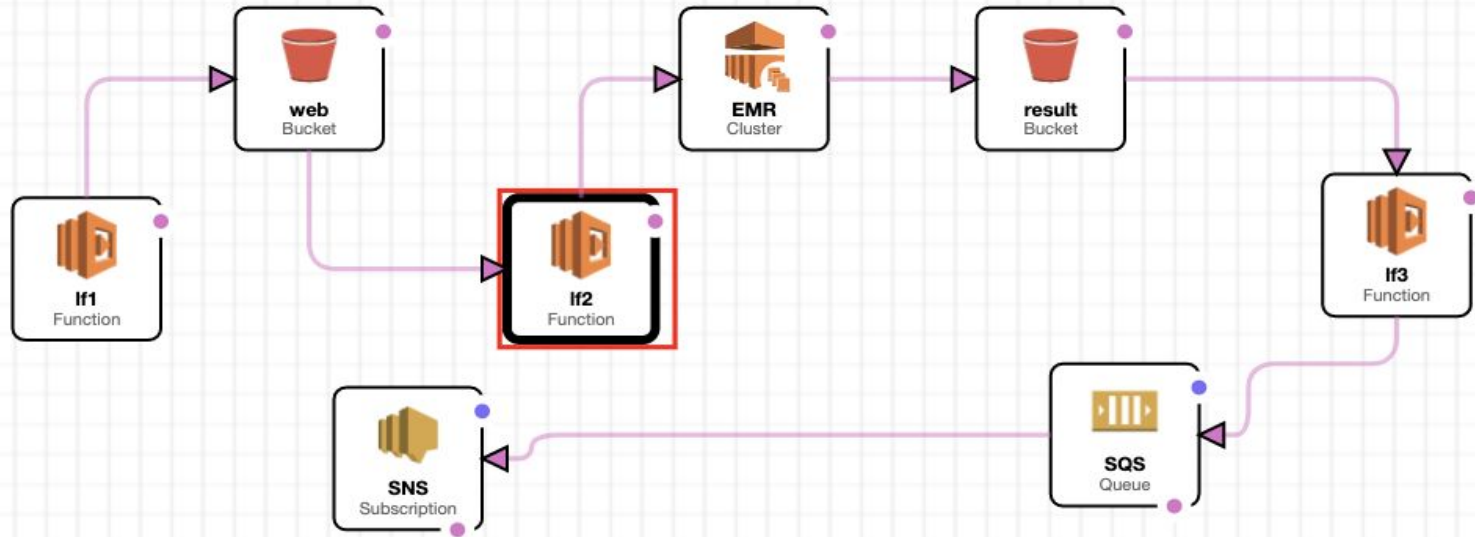 web
Bucket
EMR
Cluster
result
Bucket
lf1
Function
lf2
Function
lf3
Function
SNS
Subscription
SQS
Queue